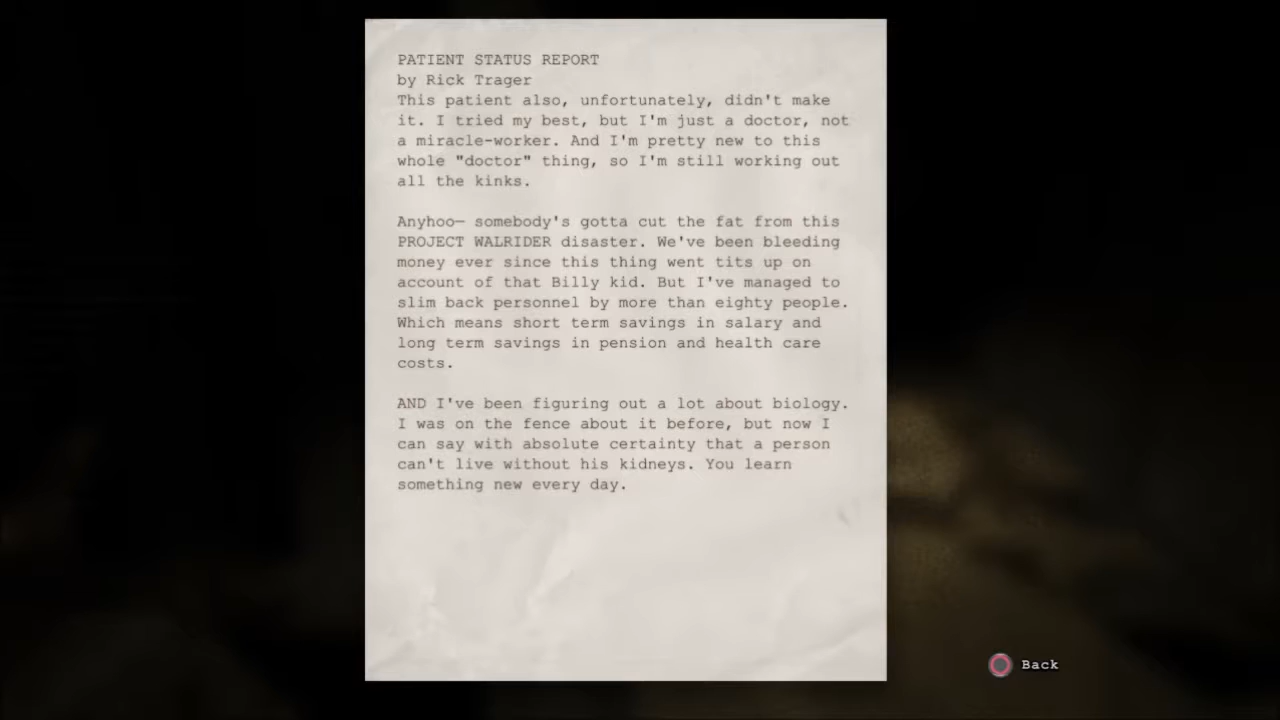 PATIENT STATUS REPORT
by Rick Trager
This patient also, unfortunately, didn't make
it. I tried my best, but I'm just a doctor, not
a miracle-worker. And I'm pretty new to this
whole "doctor" thing, so I'm still working out
all the kinks.
Anyhoo— somebody's gotta cut the fat from this
PROJECT WALRIDER disaster. We've been bleeding
money ever since this thing went tits up on
account of that Billy kid. But I've managed to
slim back personnel by more than eighty people.
Which means short term savings in salary and
long term savings in pension and health care
costs.
AND I've been figuring out a lot about biology.
I was on the fence about it before, but now I
can say with absolute certainty that a person
can't live without his kidneys. You learn
something new every day.
Back